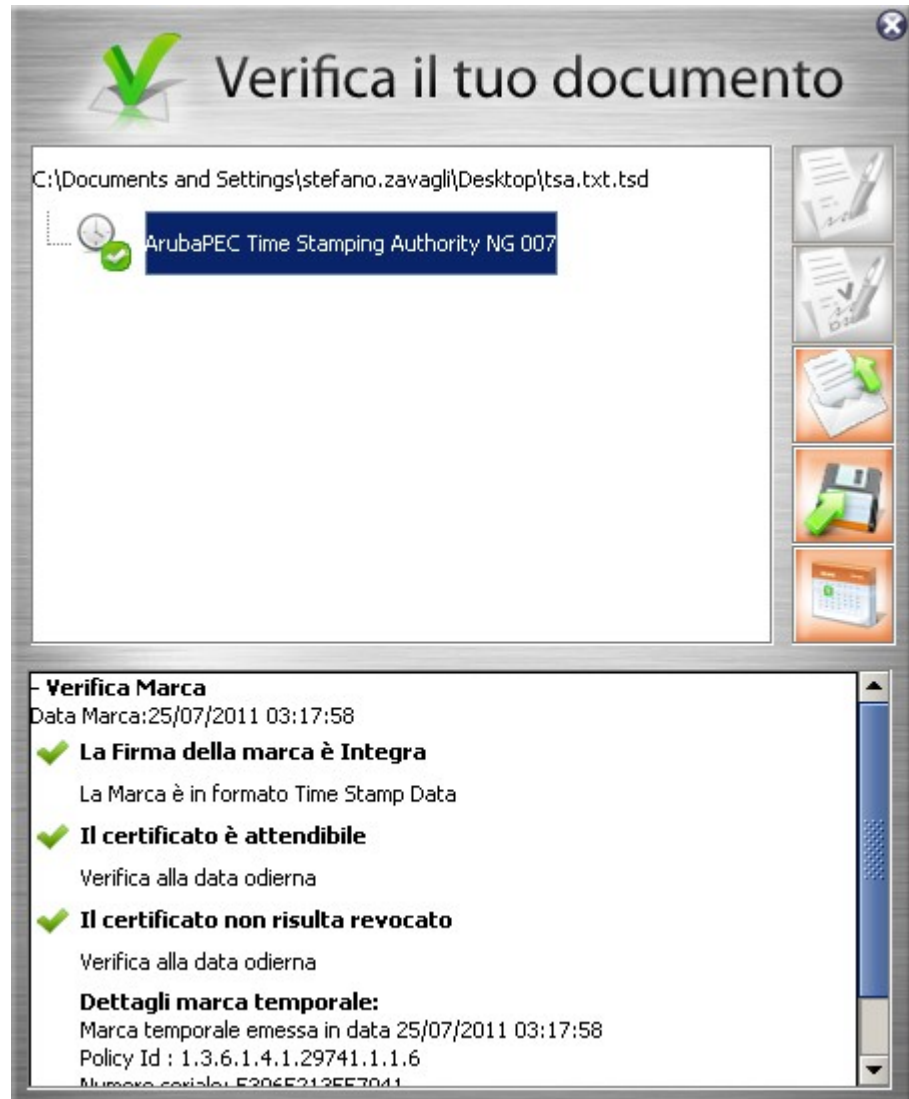 Verifica il tuo documento
C:\Documents and Settings\stefano.zavagli\Desktop\tsa.txt.tsd
ArubaPEC Time Stamping Authority NG 007
- Verifica Marca
Data Marca:25/07/2011 03:17:58
La Firma della marca è Integra
La Marca è in formato Time Stamp Data
Il certificato è attendibile
Verifica alla data odierna
Il certificato non risulta revocato
Verifica alla data odierna
Dettagli marca temporale:
Marca temporale emessa in data 25/07/2011 03:17:58
Policy Id : 1.3.6.1.4.1.29741.1.1.6
Numero seriale: